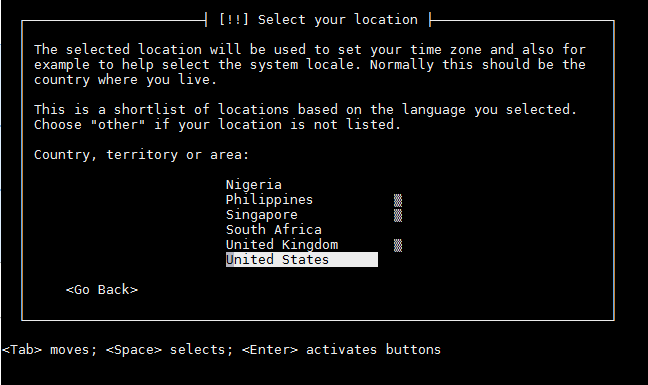 [!!] Select your location
The selected location will be used to set your time zone and also for
example to help select the system locale. Normally this should be the
country where you live.
This is a shortlist of locations based on the language you selected.
Choose "other" if your location is not listed.
Country, territory or area:
Nigeria
Philippines
Singapore
South Africa
United Kingdom
United States
<Go Back>
<Tab> moves; <Space> selects; <Enter> activates buttons